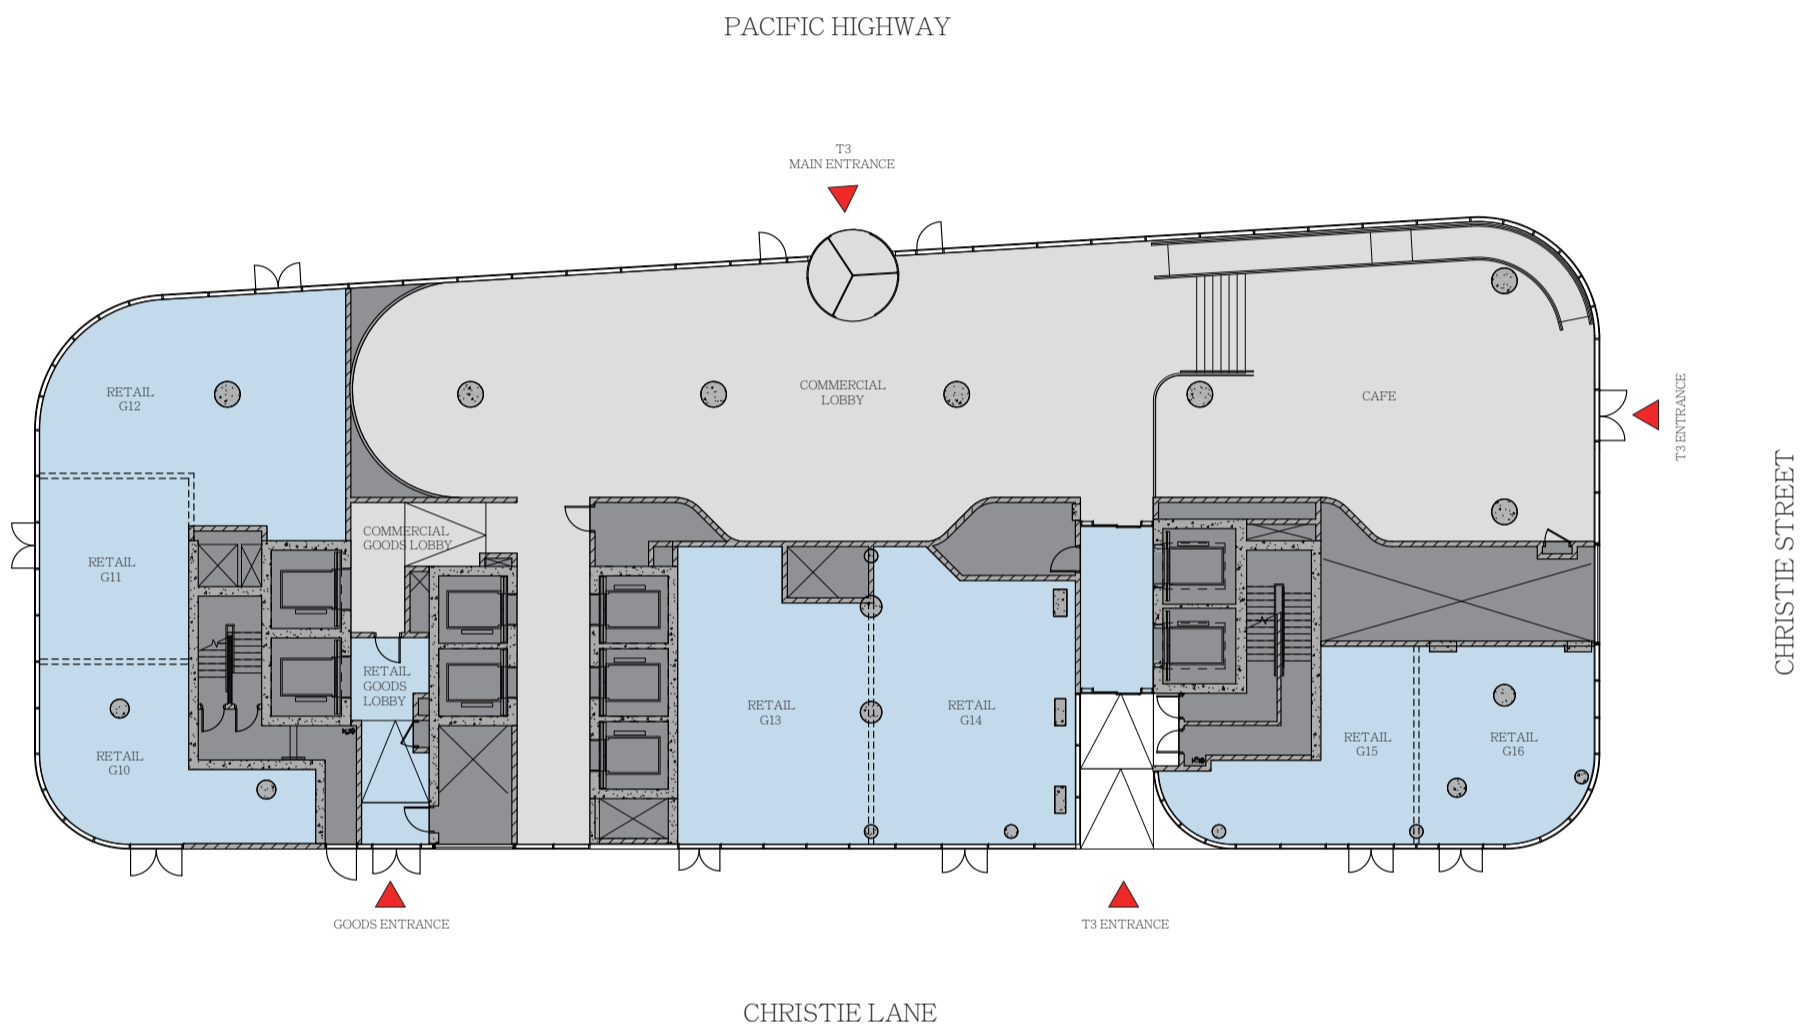 PACIFIC HIGHWAY
T3
MAIN ENTRANCE
RETAIL
G12
COMMERCIAL
LOBBY
CAFE
T3 ENTRANCE
CHRISTIE STREET
COMMERCIAL
GOODS LOBBY
RETAIL
G11
RETAIL
GOODS
LOBBY
RETAIL
G10
RETAIL
G13
RETAIL
G14
RETAIL
G15
RETAIL
G16
GOODS ENTRANCE
T3 ENTRANCE
CHRISTIE LANE